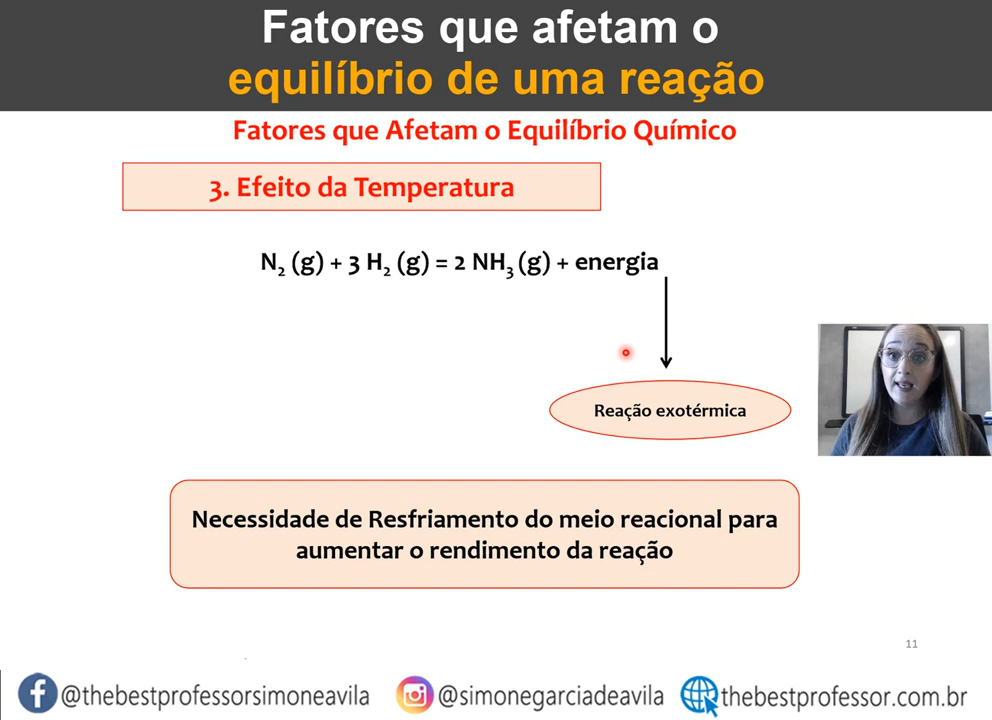 Fatores que afetam o
equilíbrio de uma reação
Fatores que Afetam o Equilíbrio Químico
3. Efeito da Temperatura
N₂ (g) + 3 H₂ (g) = 2 NH₃ (g) + energia
Reação exotérmica
Necessidade de Resfriamento do meio reacional para
aumentar o rendimento da reação
11
@thebestprofessorsimoneavila @simonegarciadeavila thebestprofessor.com.br